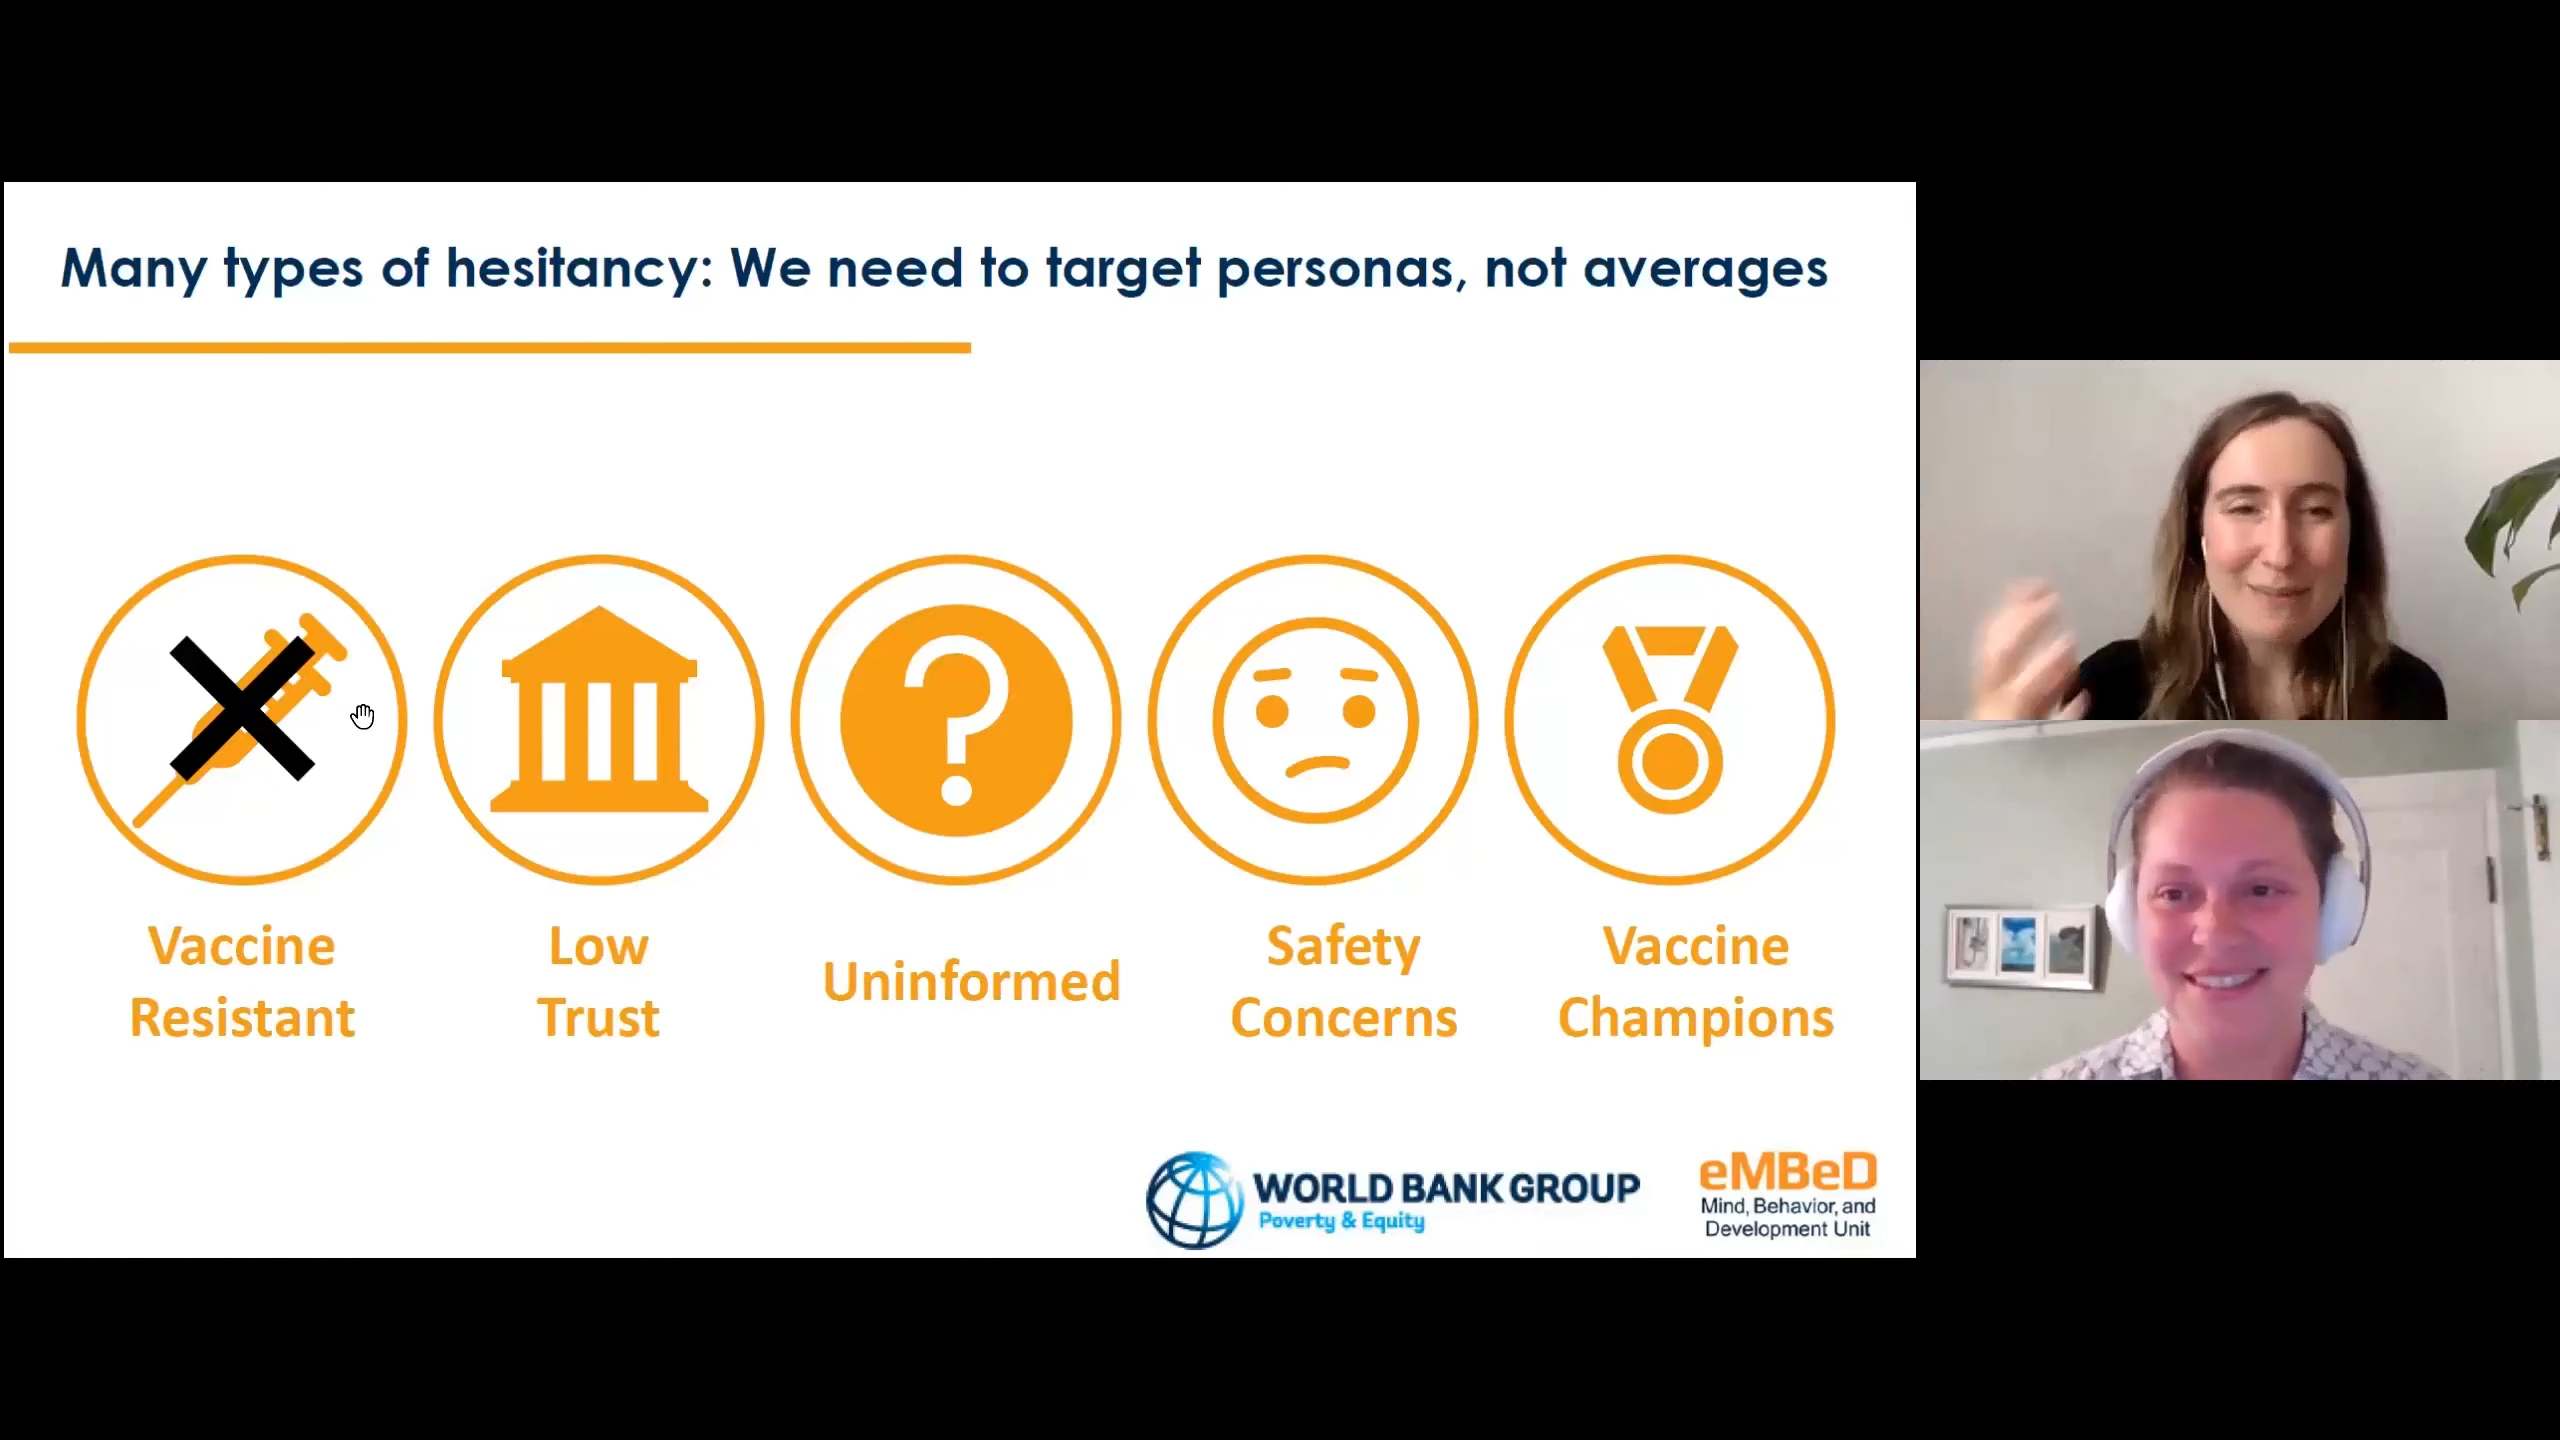 Many types of hesitancy: We need to target personas, not averages
?
Vaccine
Resistant
Low
Trust
Uninformed
Safety
Concerns
Vaccine
Champions
WORLD BANK GROUP
Poverty & Equity
eMBeD
Mind, Behavior, and
Development Unit